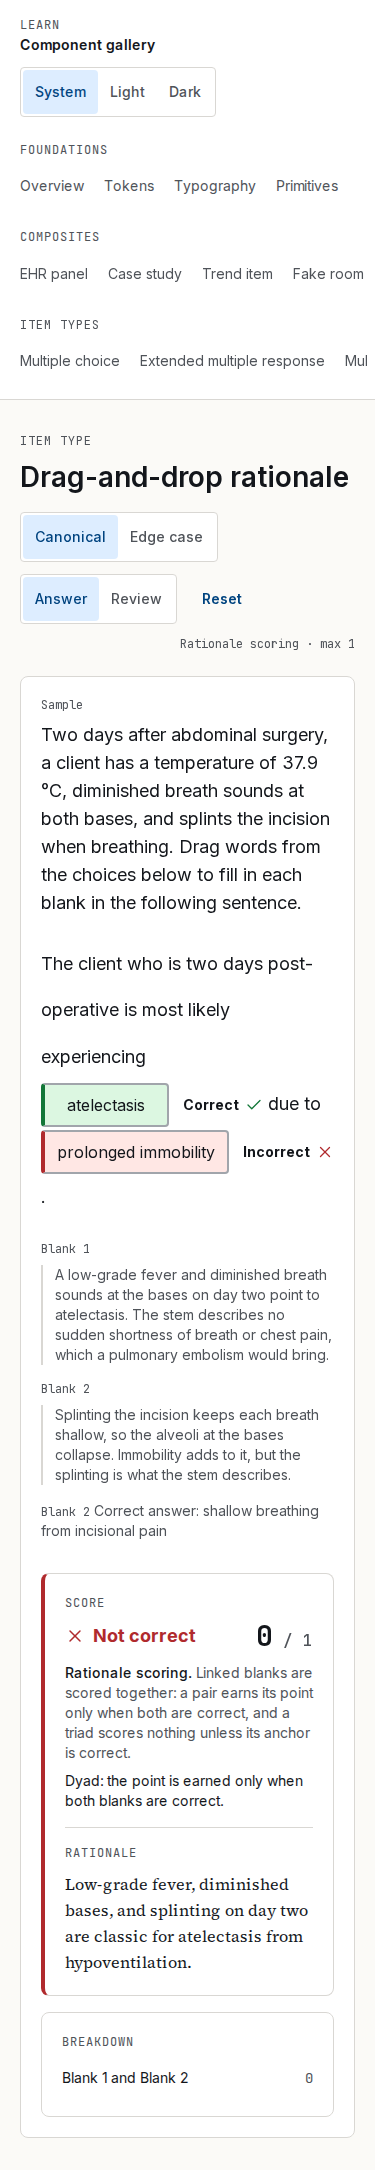 LEARN
Component gallery
System Light Dark
FOUNDATIONS
Overview Tokens Typography Primitives
COMPOSITES
EHR panel Case study Trend item Fake room
ITEM TYPES
Multiple choice Extended multiple response Mul
ITEM TYPE
Drag-and-drop rationale
Canonical Edge case
Answer Review Reset
Rationale scoring · max 1
Sample
Two days after abdominal surgery,
a client has a temperature of 37.9
°C, diminished breath sounds at
both bases, and splints the incision
when breathing. Drag words from
the choices below to fill in each
blank in the following sentence.
The client who is two days post-
operative is most likely
experiencing
atelectasis Correct due to
prolonged immobility Incorrect
.
Blank 1
A low-grade fever and diminished breath
sounds at the bases on day two point to
atelectasis. The stem describes no
sudden shortness of breath or chest pain,
which a pulmonary embolism would bring.
Blank 2
Splinting the incision keeps each breath
shallow, so the alveoli at the bases
collapse. Immobility adds to it, but the
splinting is what the stem describes.
Blank 2 Correct answer: shallow breathing
from incisional pain
SCORE
Not correct 0 / 1
Rationale scoring. Linked blanks are
scored together: a pair earns its point
only when both are correct, and a
triad scores nothing unless its anchor
is correct.
Dyad: the point is earned only when
both blanks are correct.
RATIONALE
Low-grade fever, diminished
bases, and splinting on day two
are classic for atelectasis from
hypoventilation.
BREAKDOWN
Blank 1 and Blank 2 0